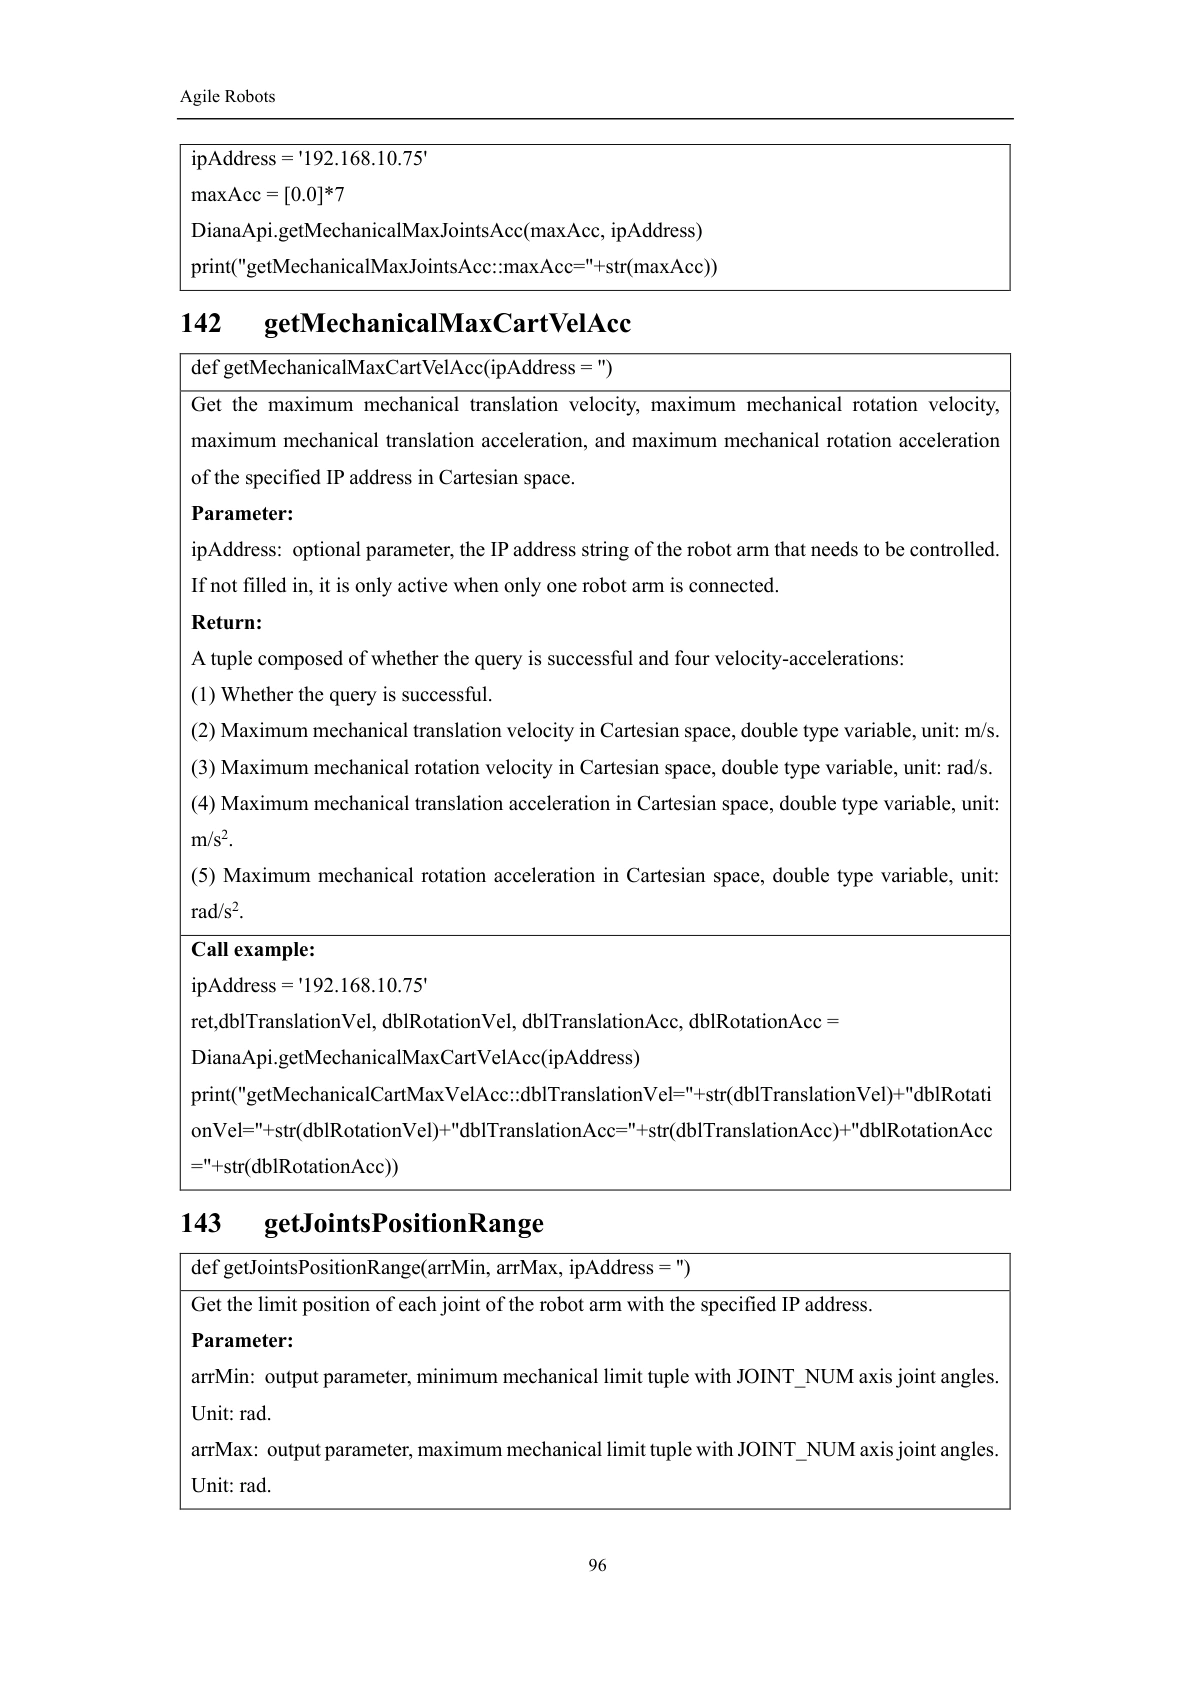 Agile Robots
ipAddress = '192.168.10.75'
maxAcc = [0.0]*7
DianaApi.getMechanicalMaxJointsAcc(maxAcc, ipAddress)
print("getMechanicalMaxJointsAcc::maxAcc="+str(maxAcc))
142 getMechanicalMaxCartVelAcc
def getMechanicalMaxCartVelAcc(ipAddress = '')
Get the maximum mechanical translation velocity, maximum mechanical rotation velocity,
maximum mechanical translation acceleration, and maximum mechanical rotation acceleration
of the specified IP address in Cartesian space.
Parameter:
ipAddress: optional parameter, the IP address string of the robot arm that needs to be controlled.
If not filled in, it is only active when only one robot arm is connected.
Return:
A tuple composed of whether the query is successful and four velocity-accelerations:
(1) Whether the query is successful.
(2) Maximum mechanical translation velocity in Cartesian space, double type variable, unit: m/s.
(3) Maximum mechanical rotation velocity in Cartesian space, double type variable, unit: rad/s.
(4) Maximum mechanical translation acceleration in Cartesian space, double type variable, unit:
m/s².
(5) Maximum mechanical rotation acceleration in Cartesian space, double type variable, unit:
rad/s².
Call example:
ipAddress = '192.168.10.75'
ret,dblTranslationVel, dblRotationVel, dblTranslationAcc, dblRotationAcc =
DianaApi.getMechanicalMaxCartVelAcc(ipAddress)
print("getMechanicalCartMaxVelAcc::dblTranslationVel="+str(dblTranslationVel)+"dblRotati
onVel="+str(dblRotationVel)+"dblTranslationAcc="+str(dblTranslationAcc)+"dblRotationAcc
="+str(dblRotationAcc))
143 getJointsPositionRange
def getJointsPositionRange(arrMin, arrMax, ipAddress = '')
Get the limit position of each joint of the robot arm with the specified IP address.
Parameter:
arrMin: output parameter, minimum mechanical limit tuple with JOINT_NUM axis joint angles.
Unit: rad.
arrMax: output parameter, maximum mechanical limit tuple with JOINT_NUM axis joint angles.
Unit: rad.
96